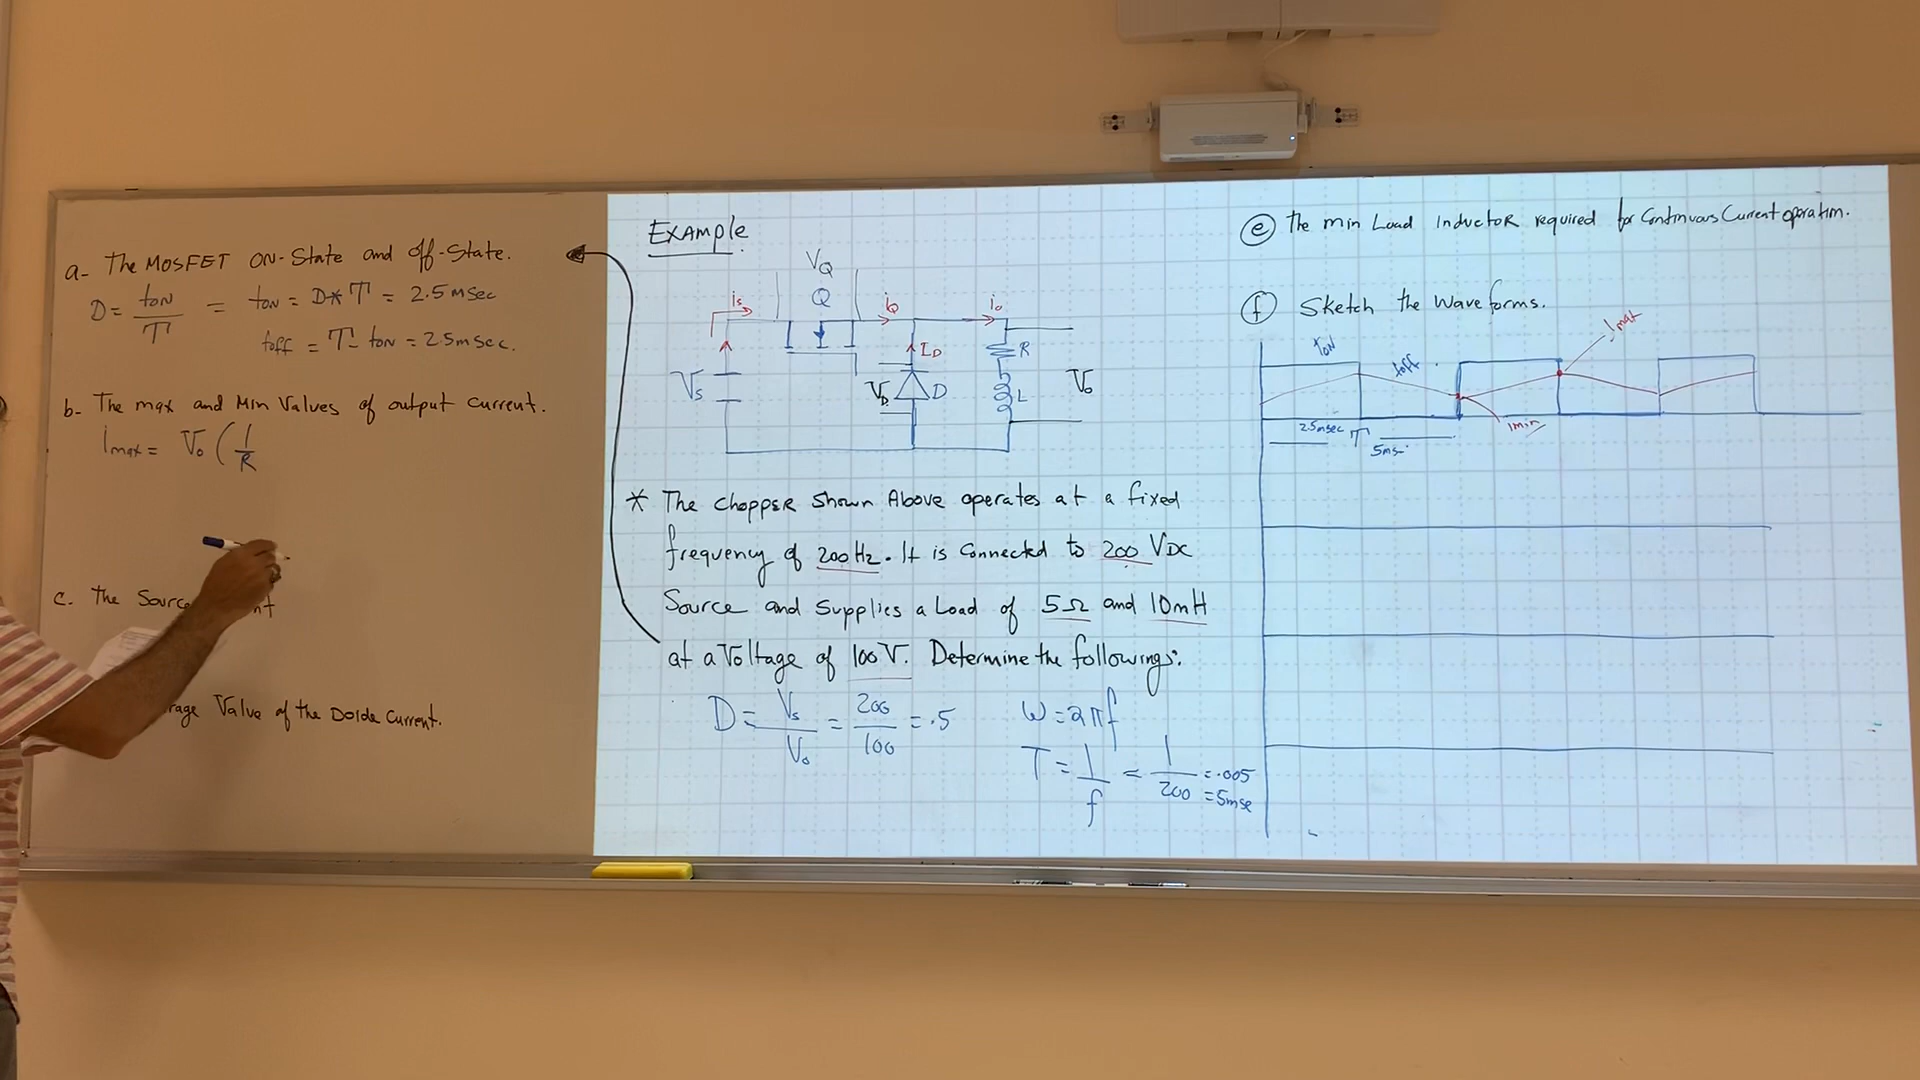 a- The MOSFET ON-State and off-State.
D = ton / T = ton = D*T = 2.5 msec
toff = T - ton = 2.5 msec.
b- The max and Min Values of output current.
imax = Vo ( 1/R
c. The Source
Value of the Doide Current.
Example:
VQ
Q
is
iQ
io
ID
R
Vs
VD
D
L
Vo
* The Chopper Shown Above operates at a fixed
frequency of 200 Hz. It is Connected to 200 VDC
Source and Supplies a Load of 5Ω and 10mH
at a Voltage of 100 V. Determine the followings:
D = Vs / Vo = 200 / 100 = .5
ω = 2πf
T = 1 / f = 1 / 200 = .005
= 5mse
e The min Load Inductor required for Continuous Current operation.
f Sketch the Wave forms.
Imax
ton
toff
2.5msec
T
5ms
Imin